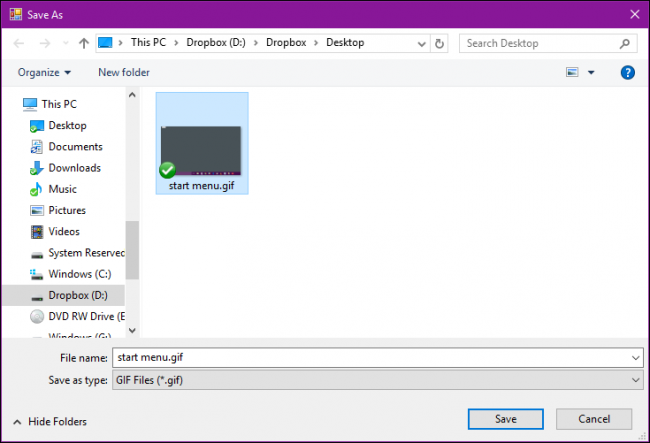 Save As
This PC > Dropbox (D:) > Dropbox > Desktop
Search Desktop
Organize
New folder
This PC
Desktop
Documents
Downloads
Music
Pictures
Videos
System Reserved
Windows (C:)
Dropbox (D:)
DVD RW Drive (E
Windows (G:)
start menu.gif
File name: start menu.gif
Save as type: GIF Files (*.gif)
Hide Folders
Save
Cancel